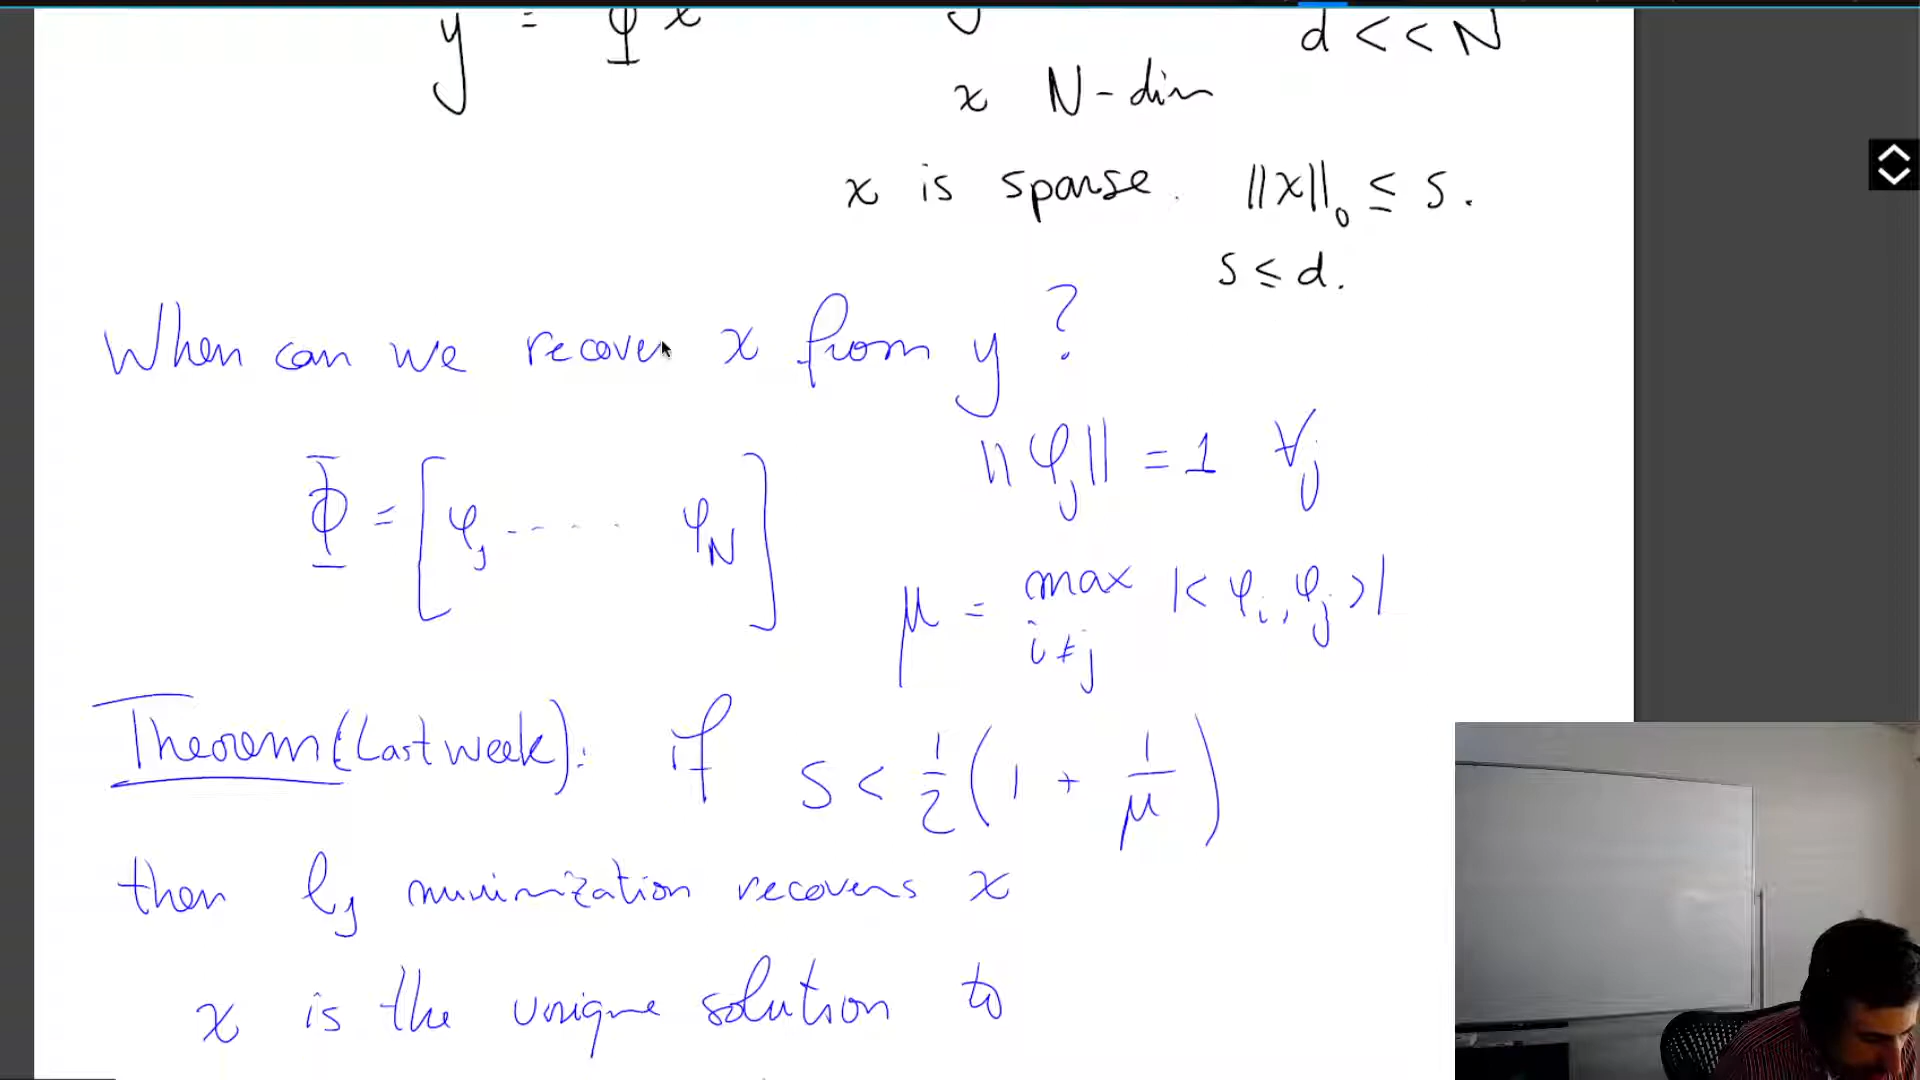 y = Φx y d << N
x N-dim
x is sparse. ||x||₀ ≤ s.
s ≤ d.
When can we recover x from y?
||φⱼ|| = 1 ∀ⱼ
Φ = [φ₁ ---- φ_N]
μ = max |< φᵢ, φⱼ >|
i≠j
Theorem (Last week): if s < 1/2 (1 + 1/μ)
then l₁ minimization recovers x
x is the unique solution to